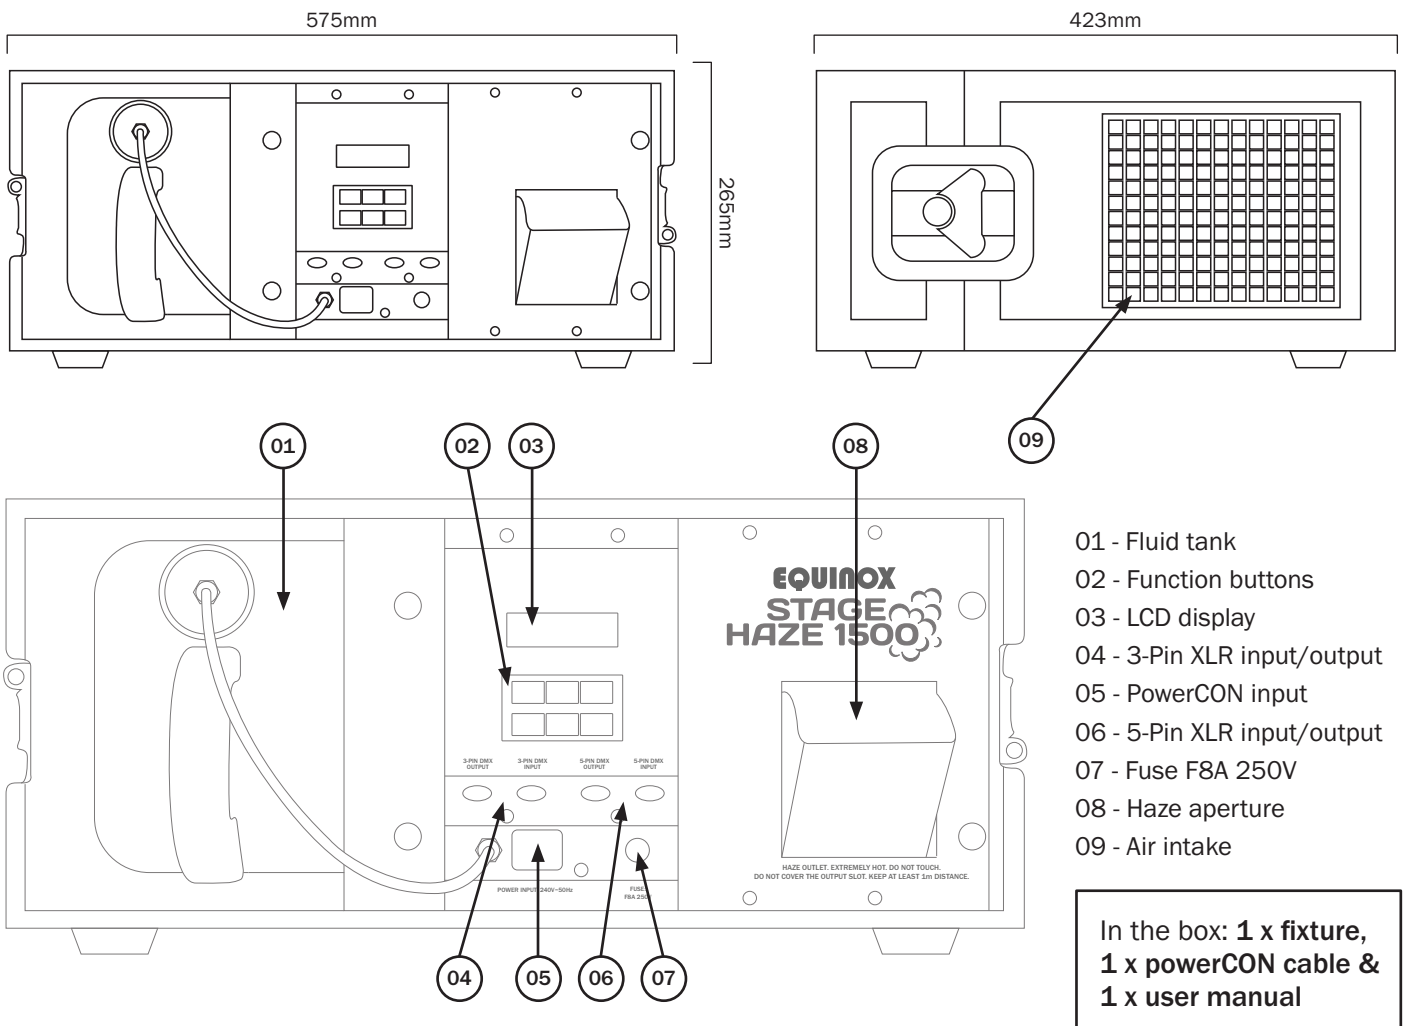 575mm
423mm
265mm
01
02
03
08
09
EQUINOX
STAGE
HAZE 1500
3-PIN DMX
OUTPUT
3-PIN DMX
INPUT
5-PIN DMX
OUTPUT
5-PIN DMX
INPUT
POWER INPUT 240V~50Hz
FUSE
F8A 250V
HAZE OUTLET. EXTREMELY HOT. DO NOT TOUCH.
DO NOT COVER THE OUTPUT SLOT. KEEP AT LEAST 1m DISTANCE.
04
05
06
07
01 - Fluid tank
02 - Function buttons
03 - LCD display
04 - 3-Pin XLR input/output
05 - PowerCON input
06 - 5-Pin XLR input/output
07 - Fuse F8A 250V
08 - Haze aperture
09 - Air intake
In the box: 1 x fixture,
1 x powerCON cable &
1 x user manual